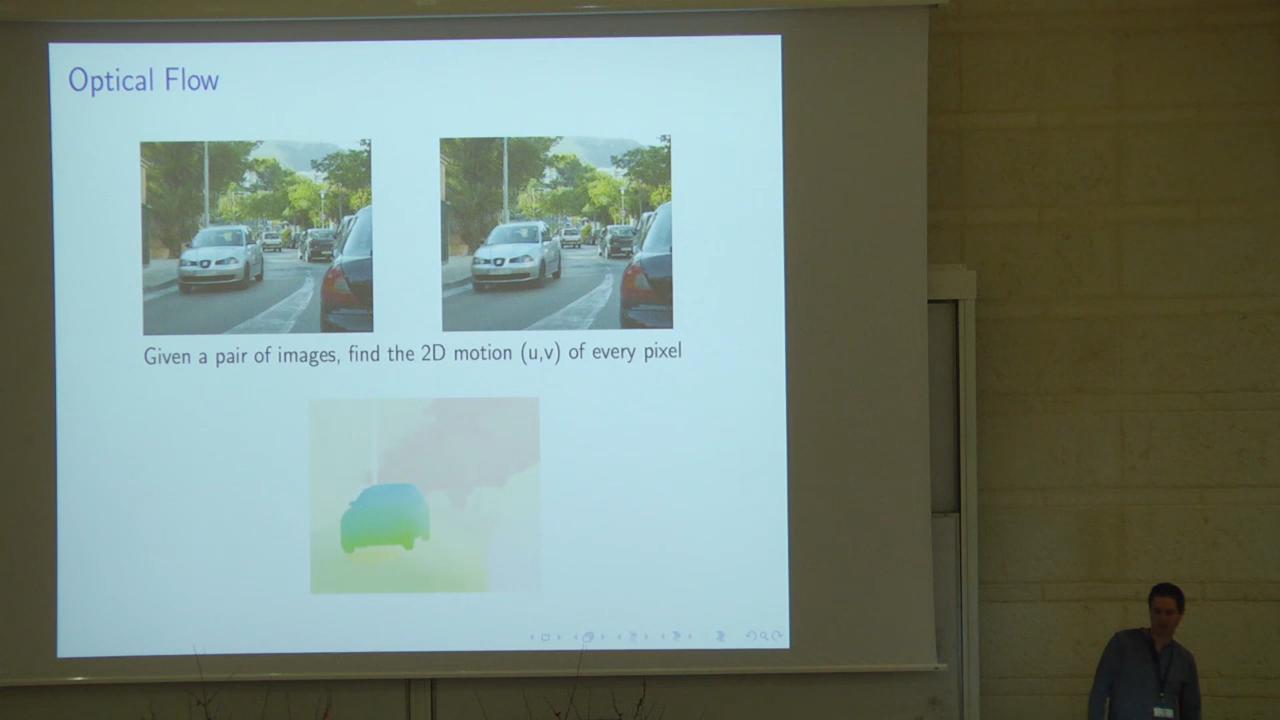 Optical Flow
Given a pair of images, find the 2D motion (u,v) of every pixel